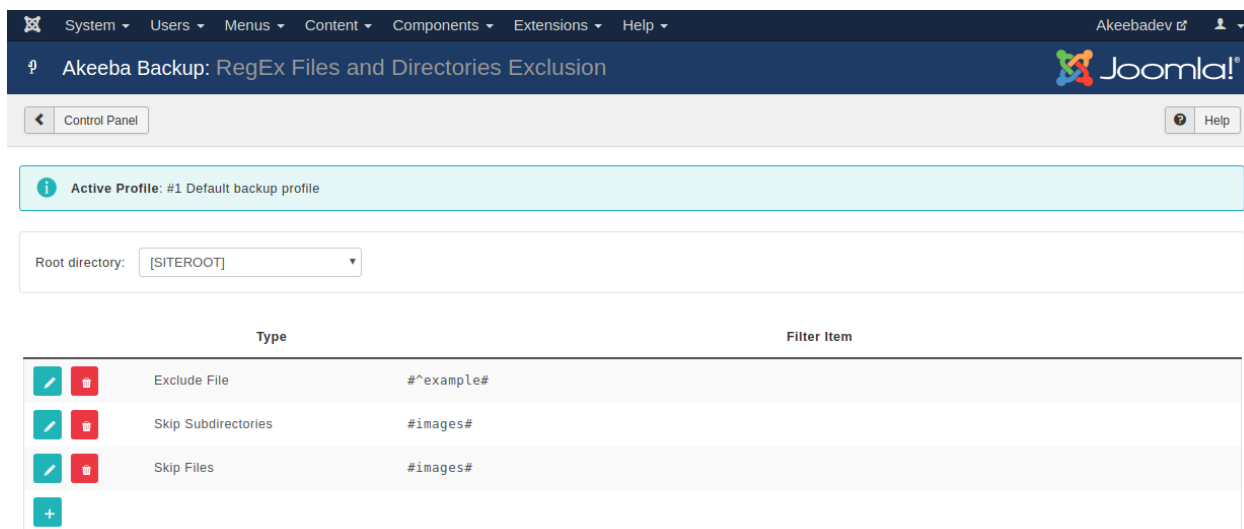 System Users Menus Content Components Extensions Help Akeebadev
Akeeba Backup: RegEx Files and Directories Exclusion Joomla!®
Control Panel Help
Active Profile: #1 Default backup profile
Root directory: [SITEROOT]
Type Filter Item
Exclude File #^example#
Skip Subdirectories #images#
Skip Files #images#